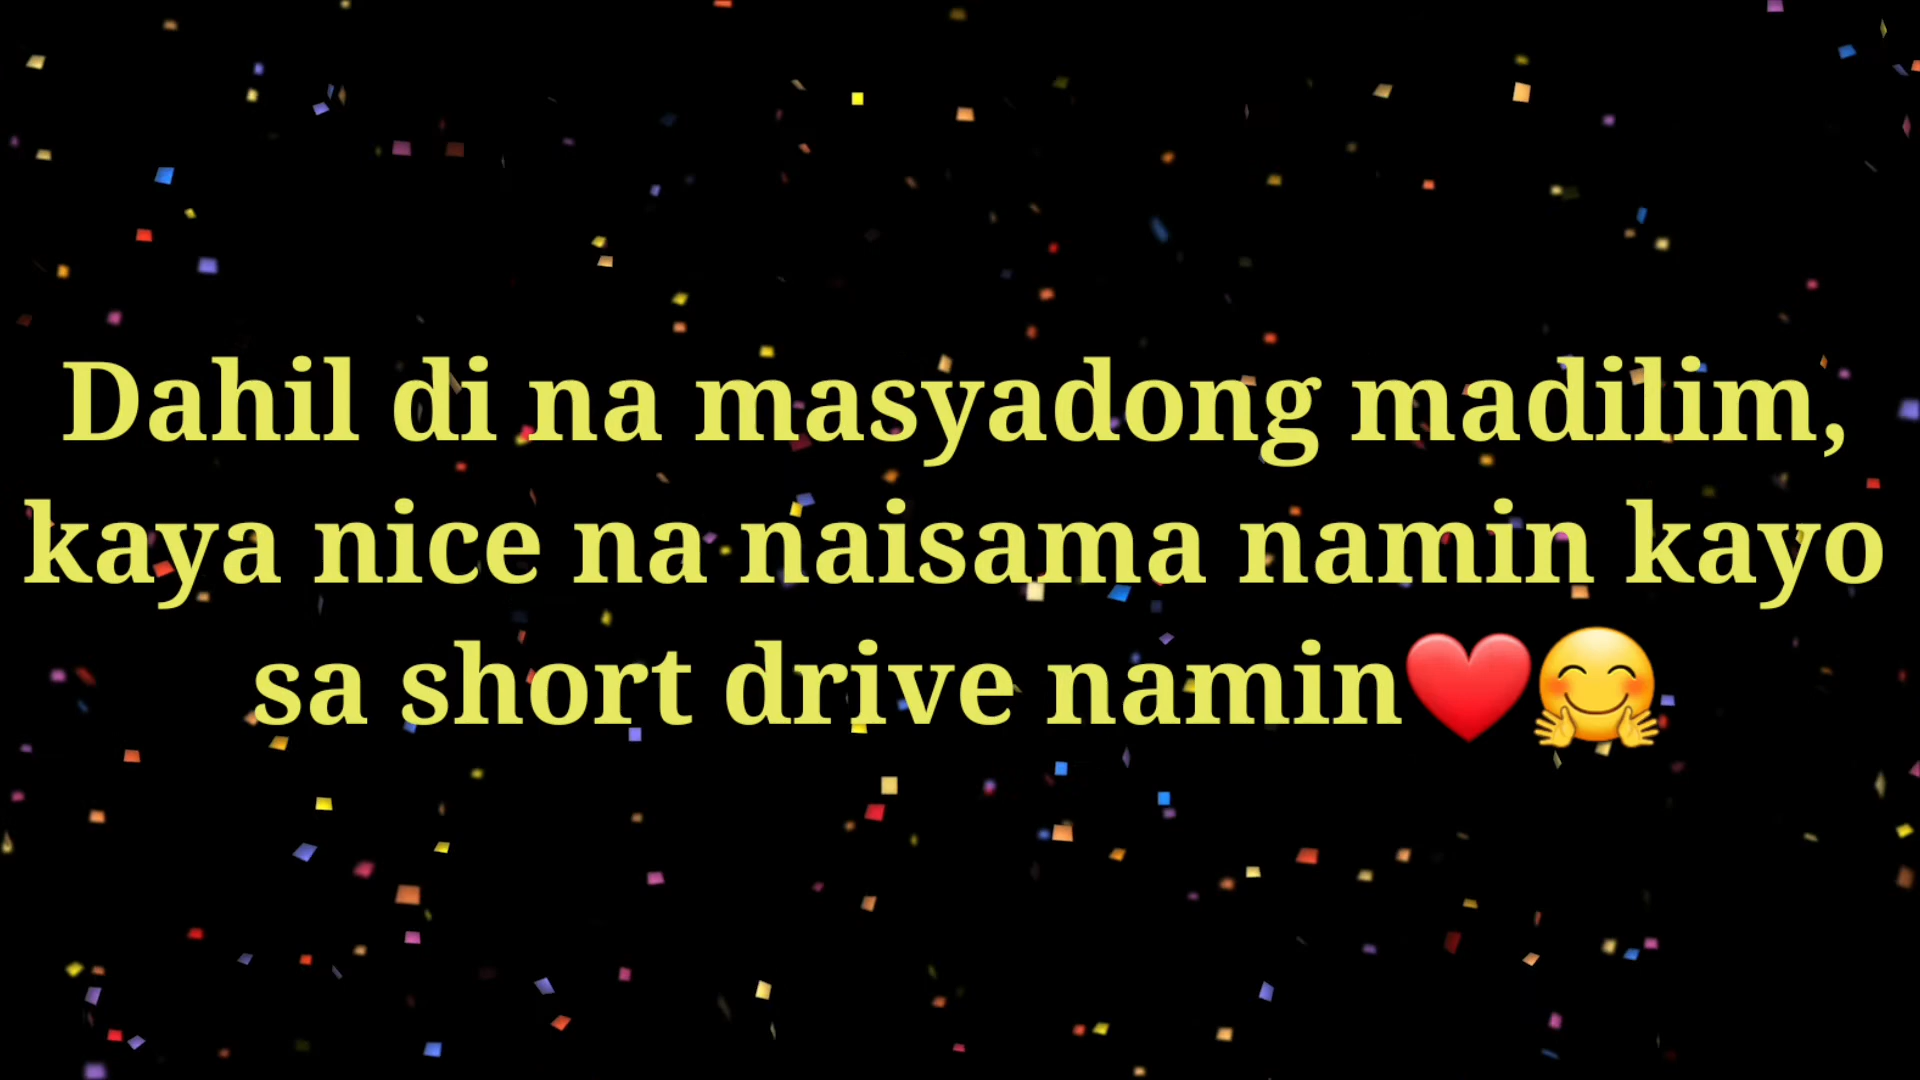 Dahil di na masyadong madilim,
kaya nice na naisama namin kayo
sa short drive namin❤️🤗